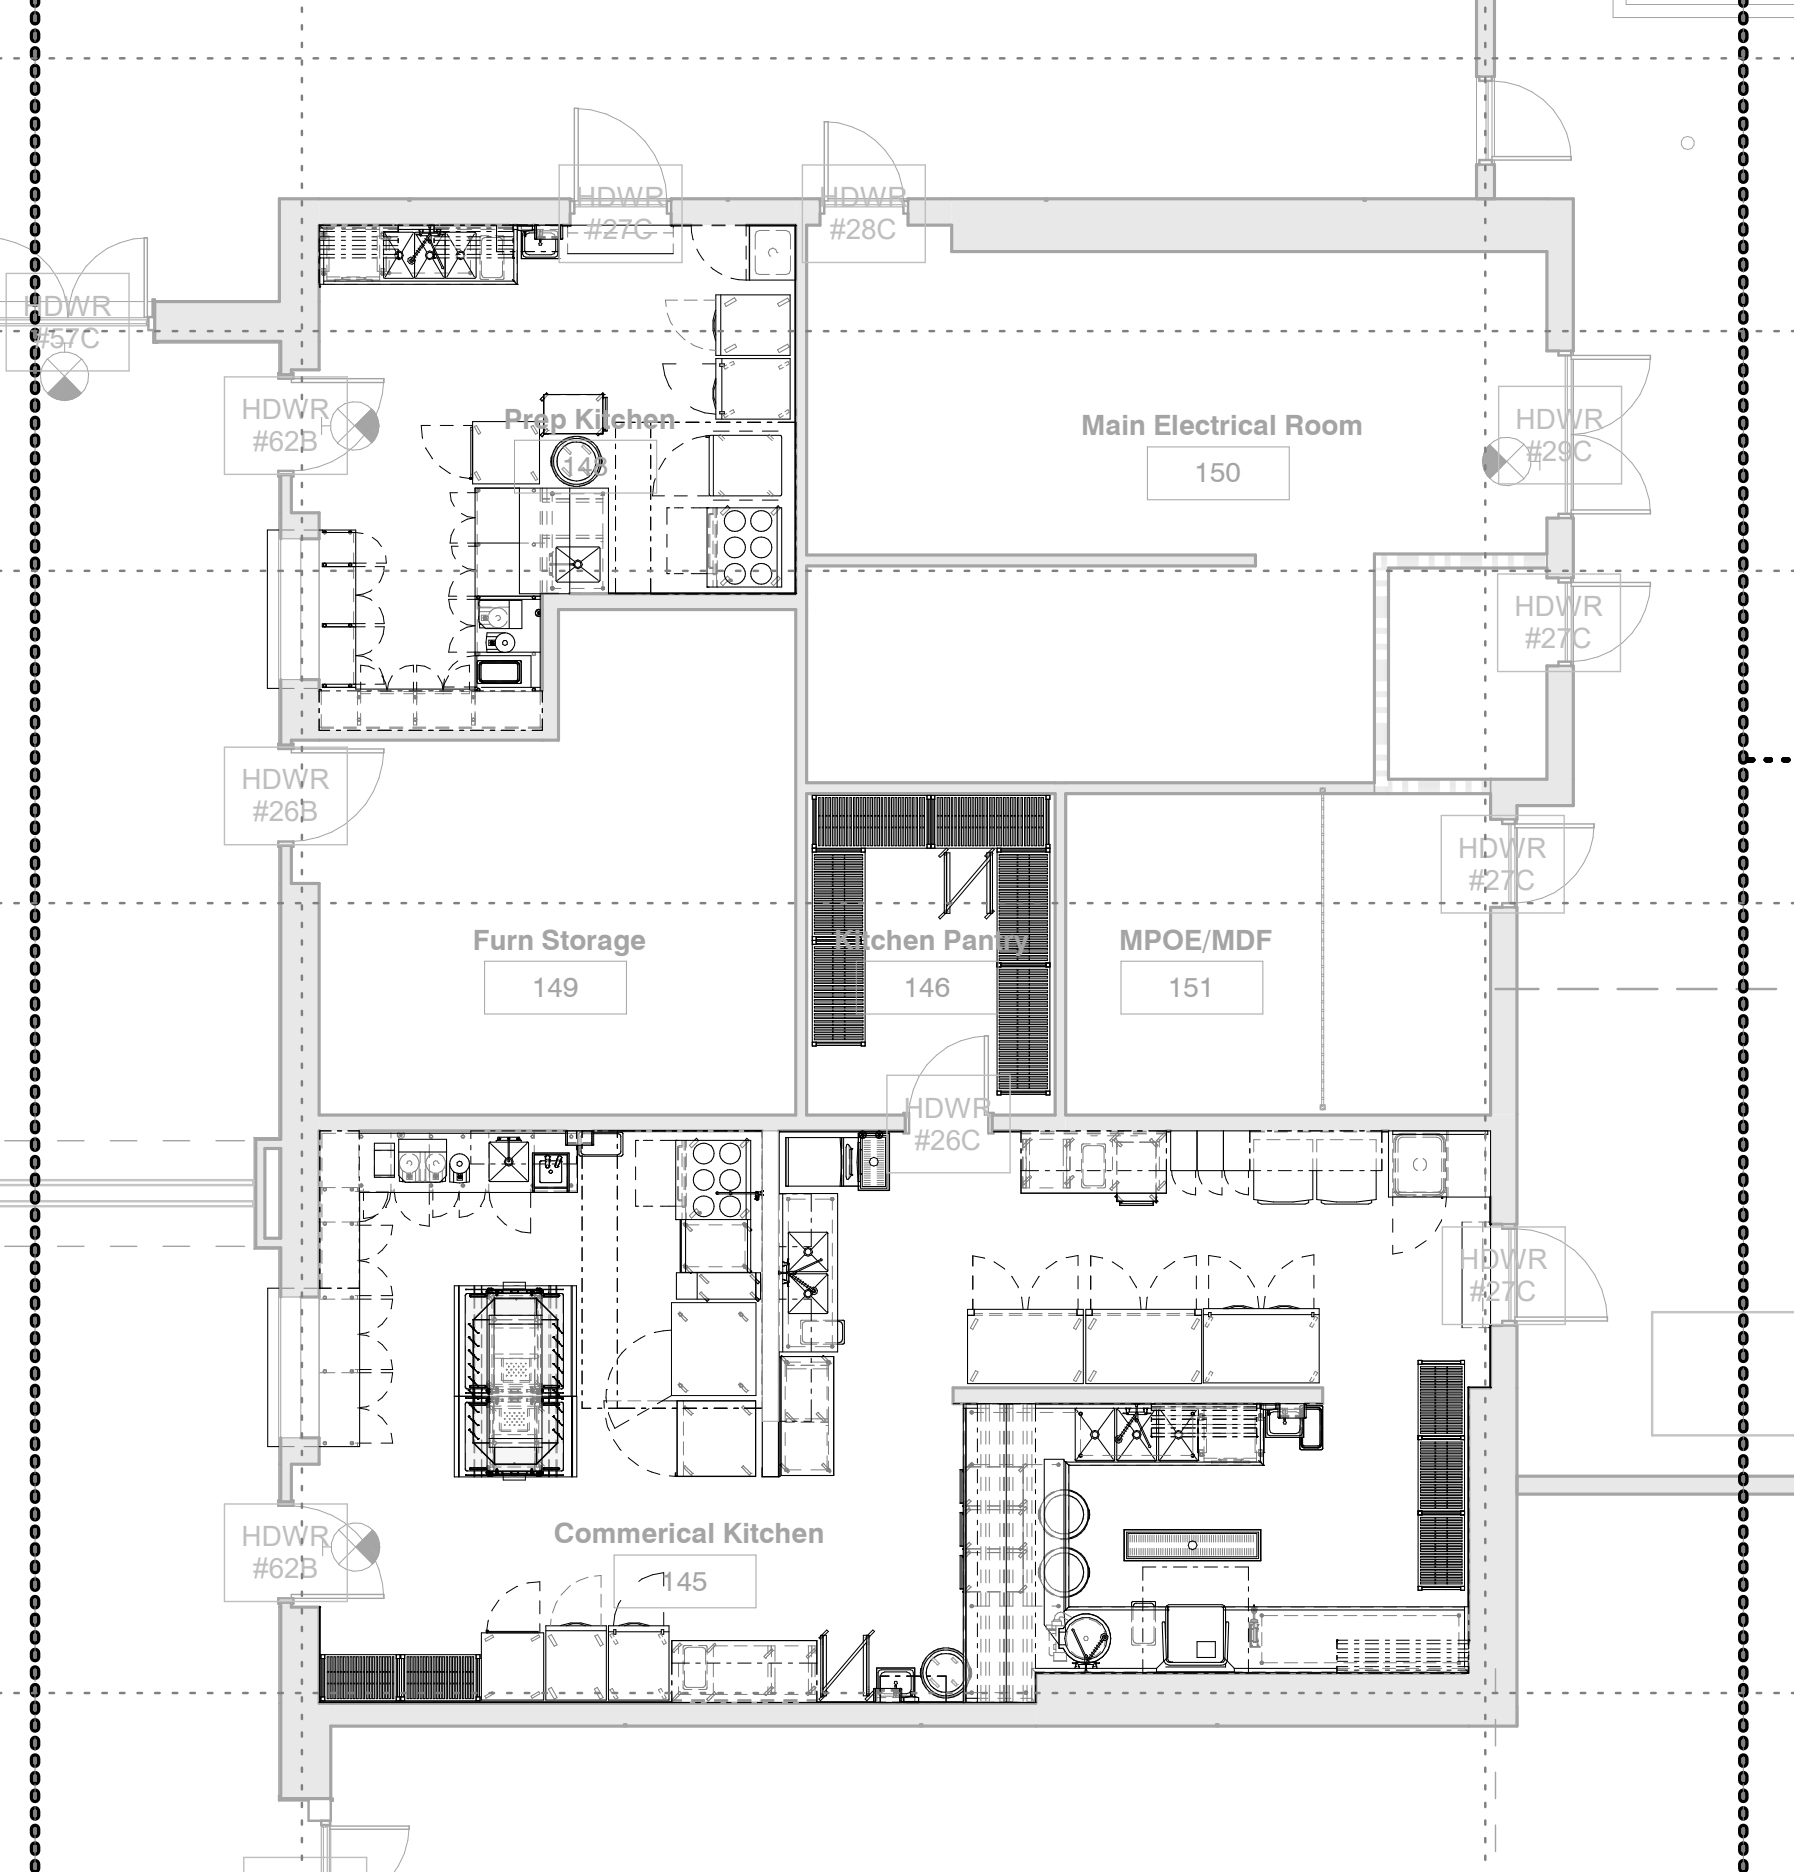 HDWR
#27C
HDWR
#28C
HDWR
#57C
HDWR
#62B
Prep Kitchen
148
Main Electrical Room
150
HDWR
#29C
HDWR
#27C
HDWR
#26B
HDWR
#27C
Furn Storage
149
Kitchen Pantry
146
MPOE/MDF
151
HDWR
#26C
HDWR
#27C
HDWR
#62B
Commerical Kitchen
145